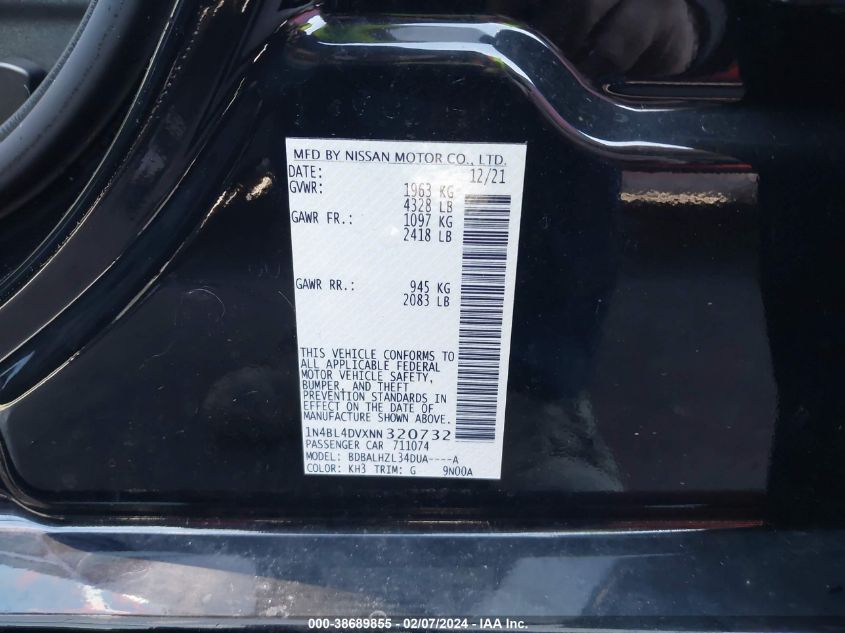 MFD BY NISSAN MOTOR CO., LTD.
DATE: 12/21
GVWR: 1963 KG
4328 LB
GAWR FR.: 1097 KG
2418 LB
GAWR RR.: 945 KG
2083 LB
THIS VEHICLE CONFORMS TO
ALL APPLICABLE FEDERAL
MOTOR VEHICLE SAFETY,
BUMPER, AND THEFT
PREVENTION STANDARDS IN
EFFECT ON THE DATE OF
MANUFACTURE SHOWN ABOVE.
1N4BL4DVXNN320732
PASSENGER CAR 711074
MODEL: BDBALHZL34DUA----A
COLOR: KH3 TRIM: G 9N00A
000-38689855 - 02/07/2024 - IAA Inc.